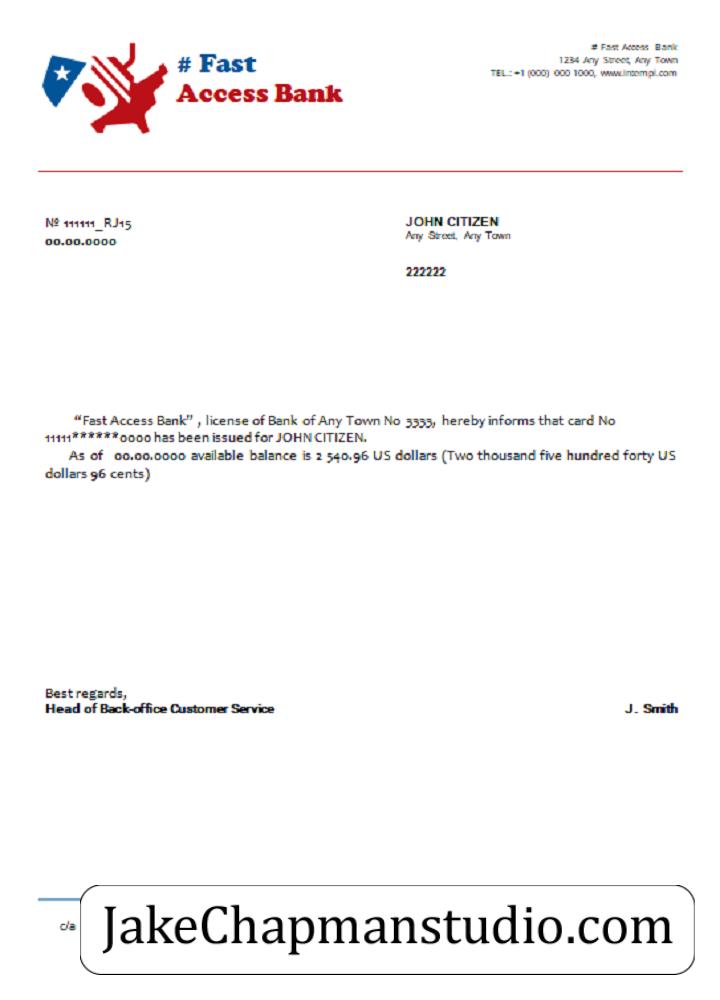 # Fast
Access Bank
# Fast Access Bank
1234 Any Street, Any Town
TEL.: +1 (000) 000 1000, www.intempl.com
№ 111111_RJ15
00.00.0000
JOHN CITIZEN
Any Street, Any Town
222222
“Fast Access Bank” , license of Bank of Any Town No 3333, hereby informs that card No
11111******0000 has been issued for JOHN CITIZEN.
As of 00.00.0000 available balance is 2 540.96 US dollars (Two thousand five hundred forty US
dollars 96 cents)
Best regards,
Head of Back-office Customer Service
J. Smith
c/a
JakeChapmanstudio.com